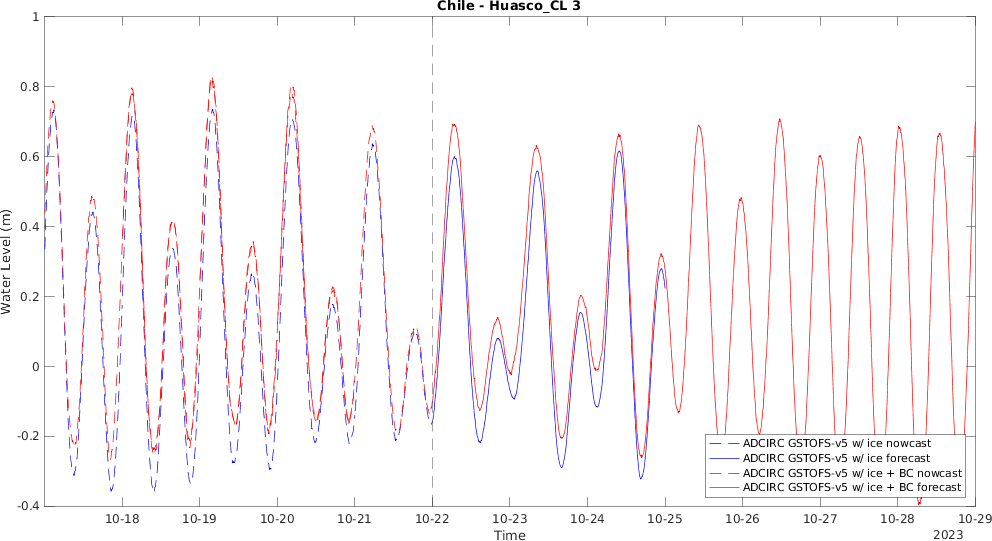 Chile - Huasco_CL 3
Water Level (m)
1
0.8
0.6
0.4
0.2
0
-0.2
-0.4
ADCIRC GSTOFS-v5 w/ ice nowcast
ADCIRC GSTOFS-v5 w/ ice forecast
ADCIRC GSTOFS-v5 w/ ice + BC nowcast
ADCIRC GSTOFS-v5 w/ ice + BC forecast
10-18 10-19 10-20 10-21 10-22 10-23 10-24 10-25 10-26 10-27 10-28 10-29
Time
2023